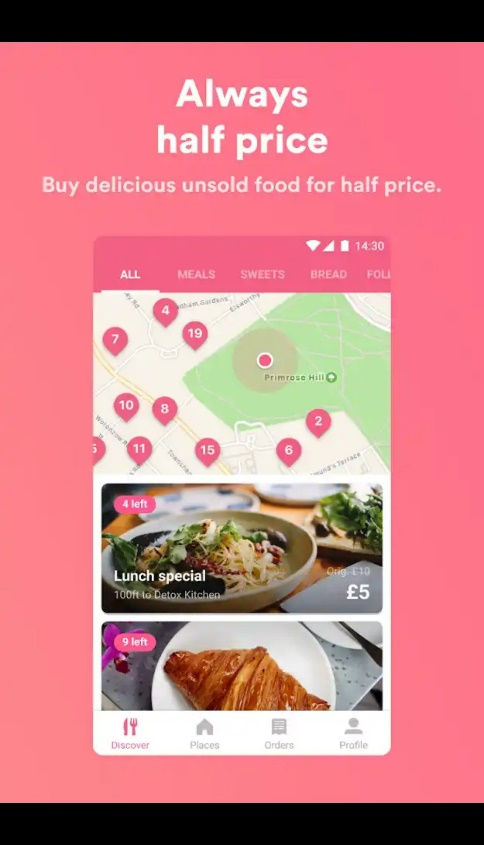 Always
half price
Buy delicious unsold food for half price.
14:30
ALL MEALS SWEETS BREAD FOLL
4
19
7
Primrose Hill
10
8
2
11
15
6
4 left
Lunch special
Orig. £10
100ft to Detox Kitchen
£5
9 left
Discover Places Orders Profile